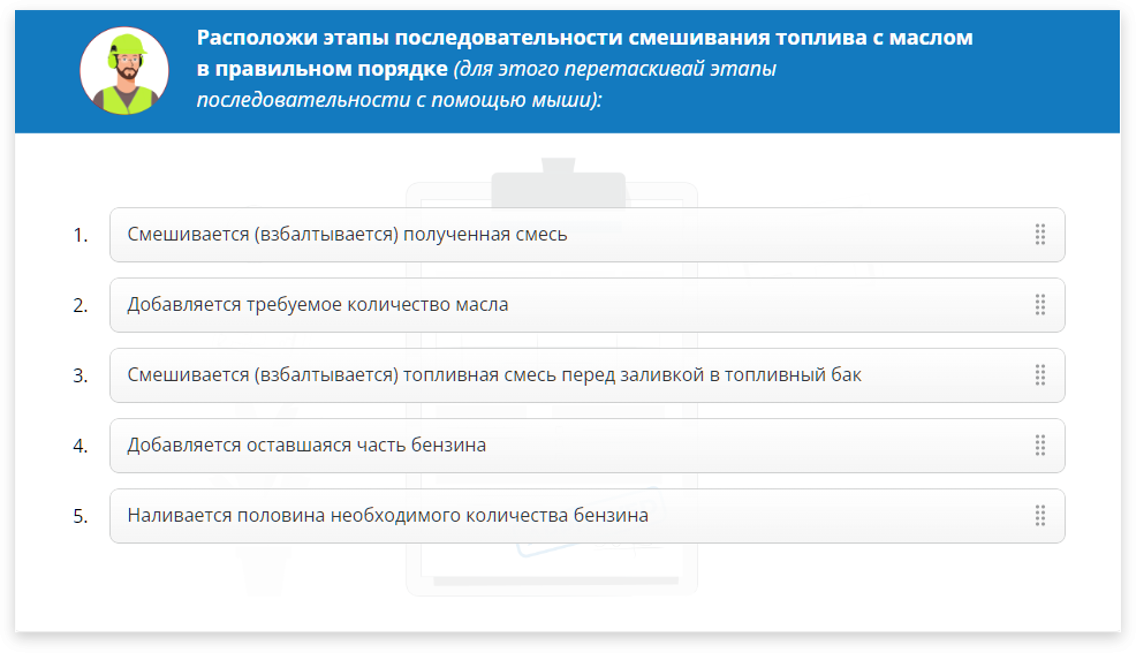 Расположи этапы последовательности смешивания топлива с маслом
в правильном порядке (для этого перетаскивай этапы
последовательности с помощью мыши):
1. Смешивается (взбалтывается) полученная смесь
2. Добавляется требуемое количество масла
3. Смешивается (взбалтывается) топливная смесь перед заливкой в топливный бак
4. Добавляется оставшаяся часть бензина
5. Наливается половина необходимого количества бензина